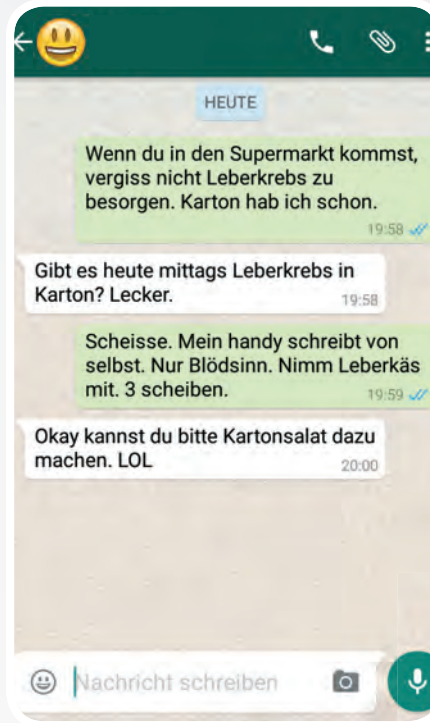 HEUTE
Wenn du in den Supermarkt kommst,
vergiss nicht Leberkrebs zu
besorgen. Karton hab ich schon.
19:58
Gibt es heute mittags Leberkrebs in
Karton? Lecker.
19:58
Scheisse. Mein handy schreibt von
selbst. Nur Blödsinn. Nimm Leberkäs
mit. 3 scheiben.
19:59
Okay kannst du bitte Kartonsalat dazu
machen. LOL
20:00
Nachricht schreiben